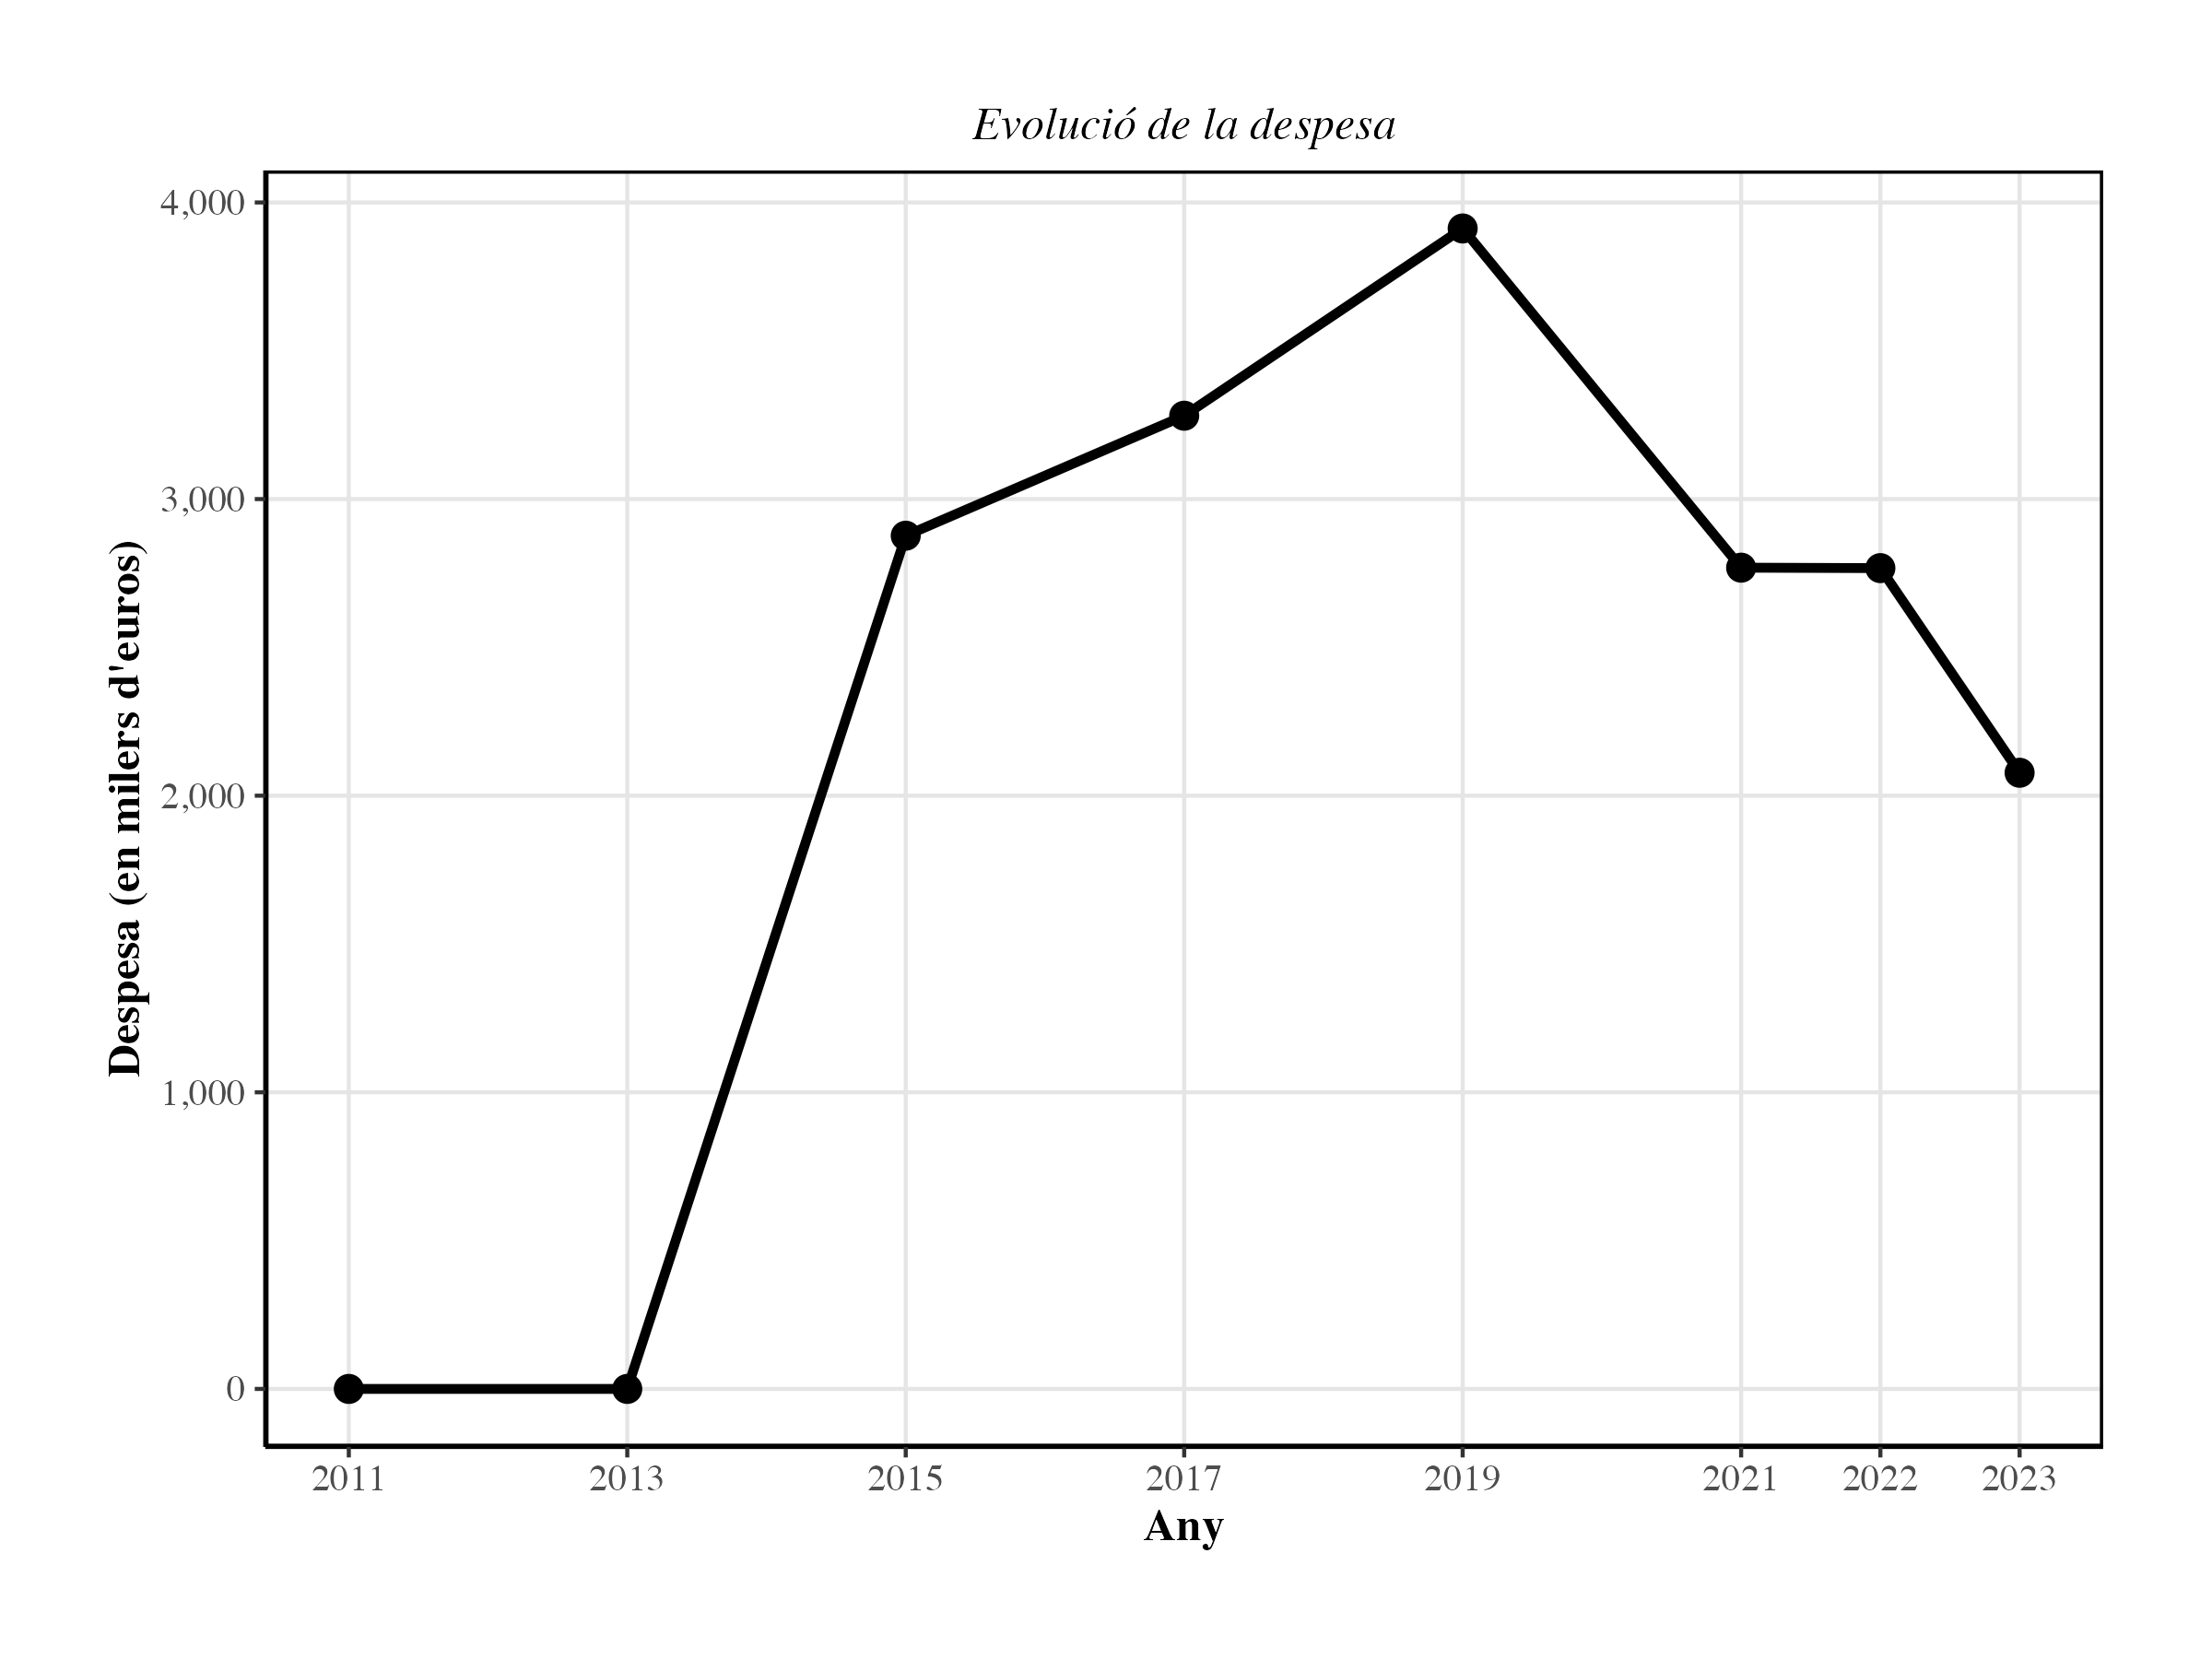 Evolució de la despesa
Despesa (en milers d'euros)
4,000
3,000
2,000
1,000
0
2011 2013 2015 2017 2019 2021 2022 2023
Any